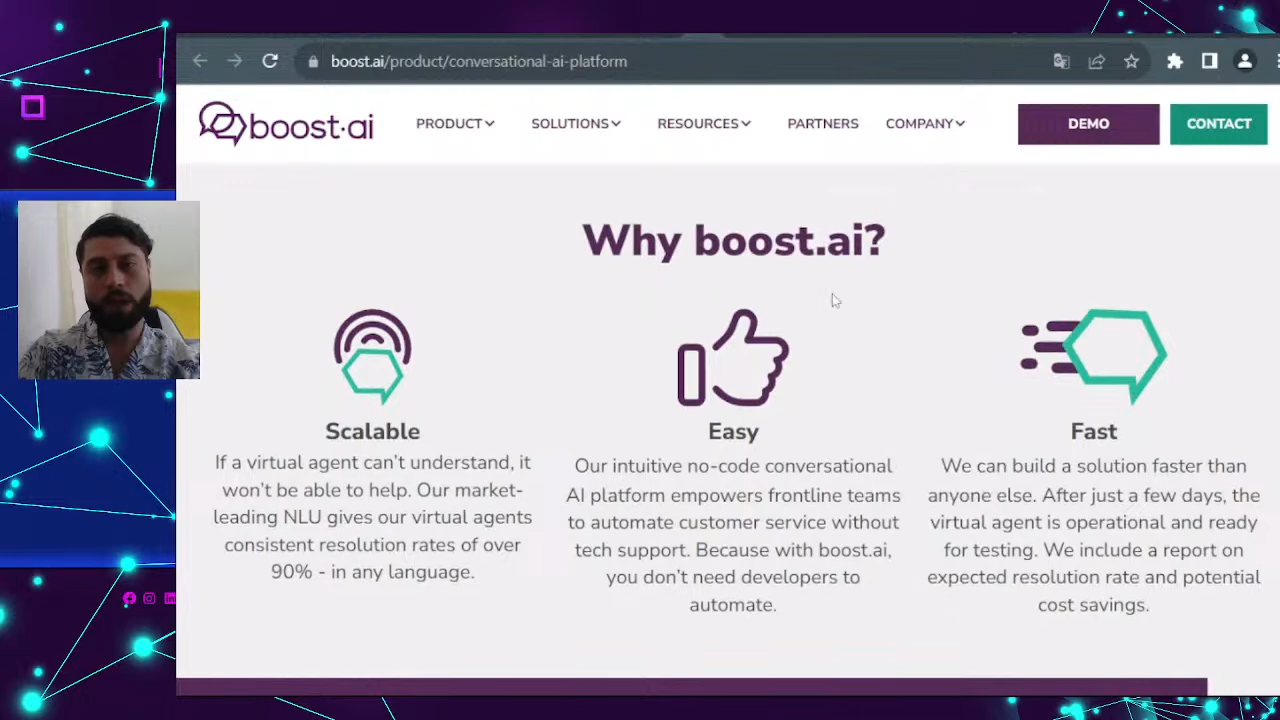 boost.ai/product/conversational-ai-platform
boost·ai
PRODUCT
SOLUTIONS
RESOURCES
PARTNERS
COMPANY
DEMO
CONTACT
Why boost.ai?
Scalable
If a virtual agent can’t understand, it
won’t be able to help. Our market-
leading NLU gives our virtual agents
consistent resolution rates of over
90% - in any language.
Easy
Our intuitive no-code conversational
AI platform empowers frontline teams
to automate customer service without
tech support. Because with boost.ai,
you don’t need developers to
automate.
Fast
We can build a solution faster than
anyone else. After just a few days, the
virtual agent is operational and ready
for testing. We include a report on
expected resolution rate and potential
cost savings.